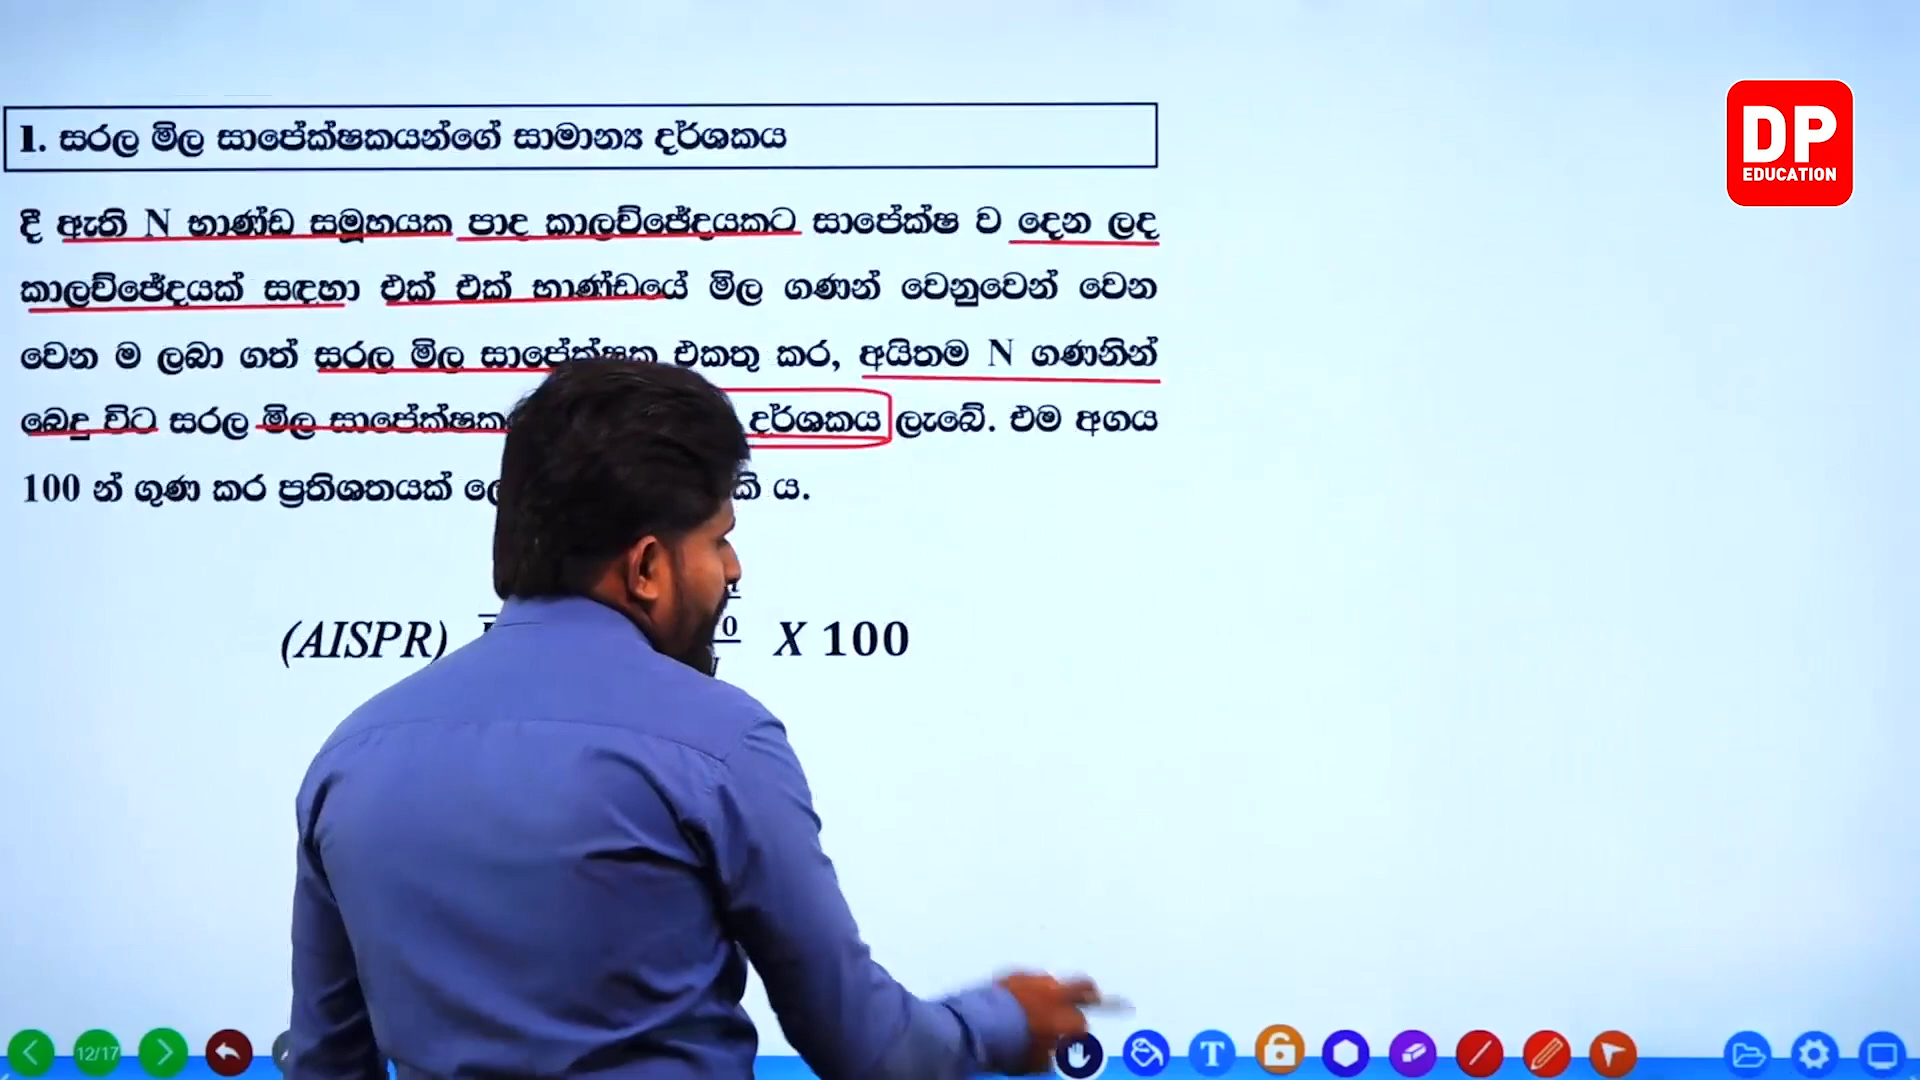 DP
EDUCATION
1. සරල මිල සාපේක්ෂකයන්ගේ සාමාන්‍ය දර්ශකය
දී ඇති N භාණ්ඩ සමූහයක පාද කාලච්ඡේදයකට සාපේක්ෂ ව දෙන ලද
කාලච්ඡේදයක් සඳහා එක් එක් භාණ්ඩයේ මිල ගණන් වෙනුවෙන් වෙන
වෙන ම ලබා ගත් සරල මිල සාපේක්ෂක එකතු කර, අයිතම N ගණනින්
බෙදු විට සරල මිල දර්ශකය ලැබේ. එම අගය
100 න් ගුණ කර ප්‍රතිශතයක් ය.
(AISPR) 0 X 100
12/17
T